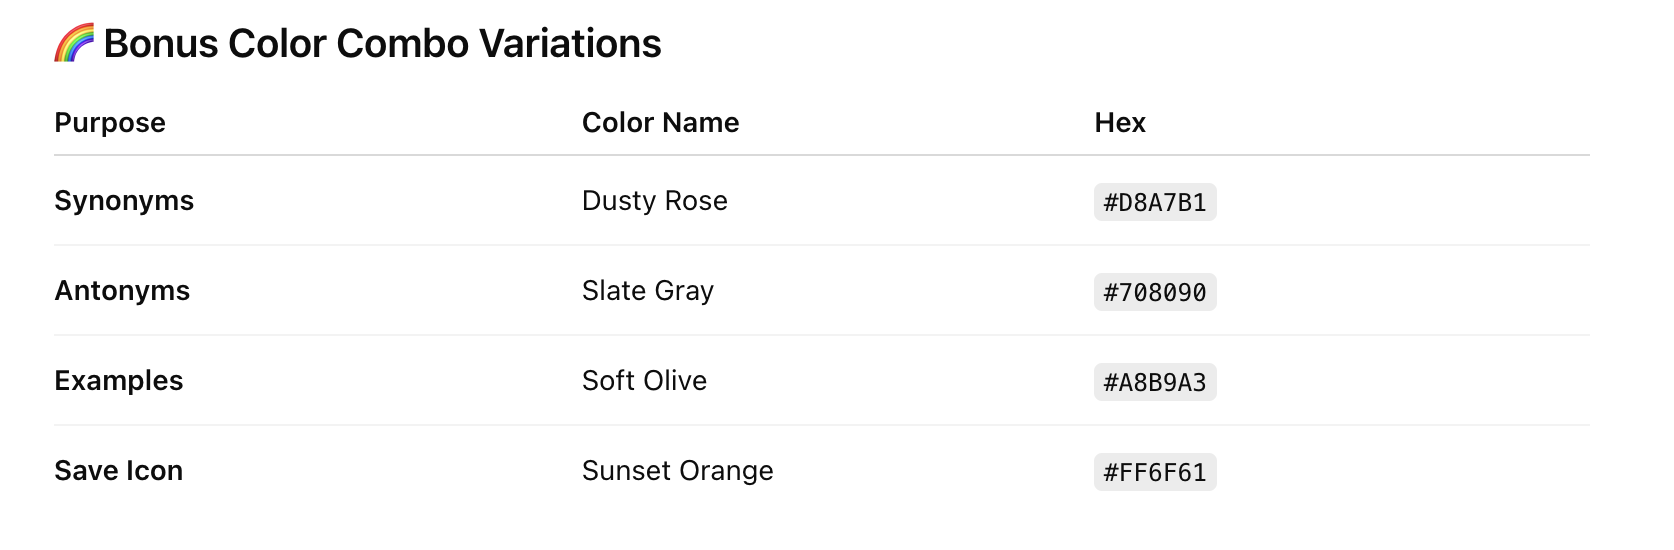 🌈 Bonus Color Combo Variations
Purpose Color Name Hex
Synonyms Dusty Rose #D8A7B1
Antonyms Slate Gray #708090
Examples Soft Olive #A8B9A3
Save Icon Sunset Orange #FF6F61